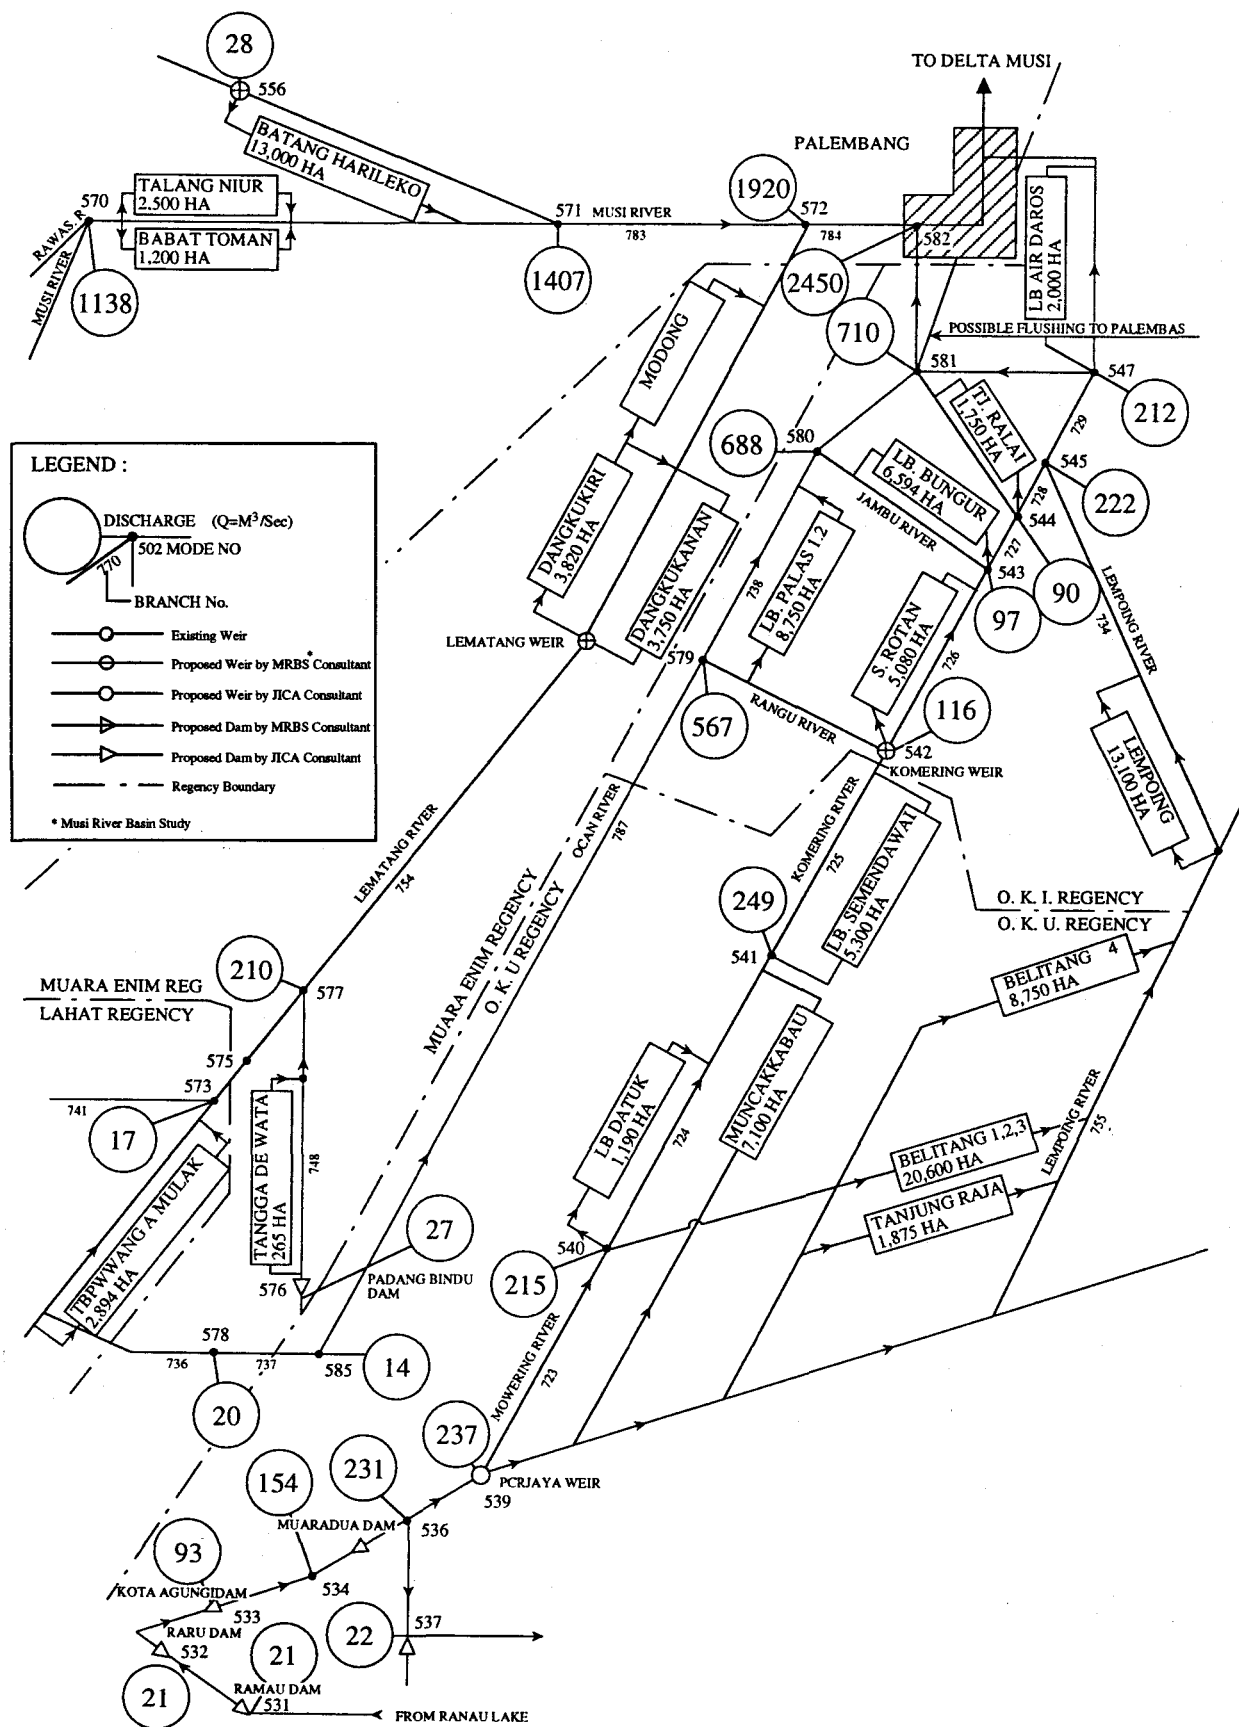 28
556
TO DELTA MUSI
BATANG HARILEKO
13,000 HA
PALEMBANG
570
TALANG NIUR
2.500 HA
1920
571
MUSI RIVER
783
572
784
582
RAWAS. R
BABAT TOMAN
1,200 HA
MUSI RIVER
1138
1407
2450
LB AIR DAROS
2,000 HA
710
POSSIBLE FLUSHING TO PALEMBAS
MODONG
581
547
TI. RALAI
1,750 HA
212
729
688
580
545
LEGEND :
DISCHARGE (Q=M³/Sec)
502 MODE NO
770
BRANCH No.
Existing Weir
Proposed Weir by MRBS* Consultant
Proposed Weir by JICA Consultant
Proposed Dam by MRBS Consultant
Proposed Dam by JICA Consultant
Regency Boundary
* Musi River Basin Study
LB. BUNGUR
6,594 HA
JAMBU RIVER
728
222
544
DANGKUKIRI
3,820 HA
727
543
DANGKUKANAN
3,750 HA
738
LB. PALAS 1.2
8,750 HA
97
90
LEMPOING RIVER
734
LEMATANG WEIR
579
S. ROTAN
5,080 HA
726
RANGU RIVER
116
567
542
KOMERING WEIR
LEMPOING
13,100 HA
OCAN RIVER
787
KOMERING RIVER
725
LEMATANG RIVER
754
LB. SEMENDAWAI
5,300 HA
249
O. K. I. REGENCY
O. K. U. REGENCY
MUARA ENIM REGENCY
O. K. U REGENCY
541
210
577
BELITANG 4
8,750 HA
MUARA ENIM REG
LAHAT REGENCY
575
MUNCAKKABAU
7,100 HA
573
741
17
LB DATUK
1,190 HA
724
TANGGA DE WATA
265 HA
748
BELITANG 1,2,3
20,600 HA
LEMPOING RIVER
755
TBPWWANG A MULAK
2.894 HA
TANJUNG RAJA
1,875 HA
27
540
576
PADANG BINDU
DAM
215
578
736
737
585
14
MOWERING RIVER
723
20
237
231
PCRJAYA WEIR
539
154
MUARADUA DAM
536
93
KOTA AGUNGIDAM
534
533
537
22
RARU DAM
532
21
RAMAU DAM
531
21
FROM RANAU LAKE